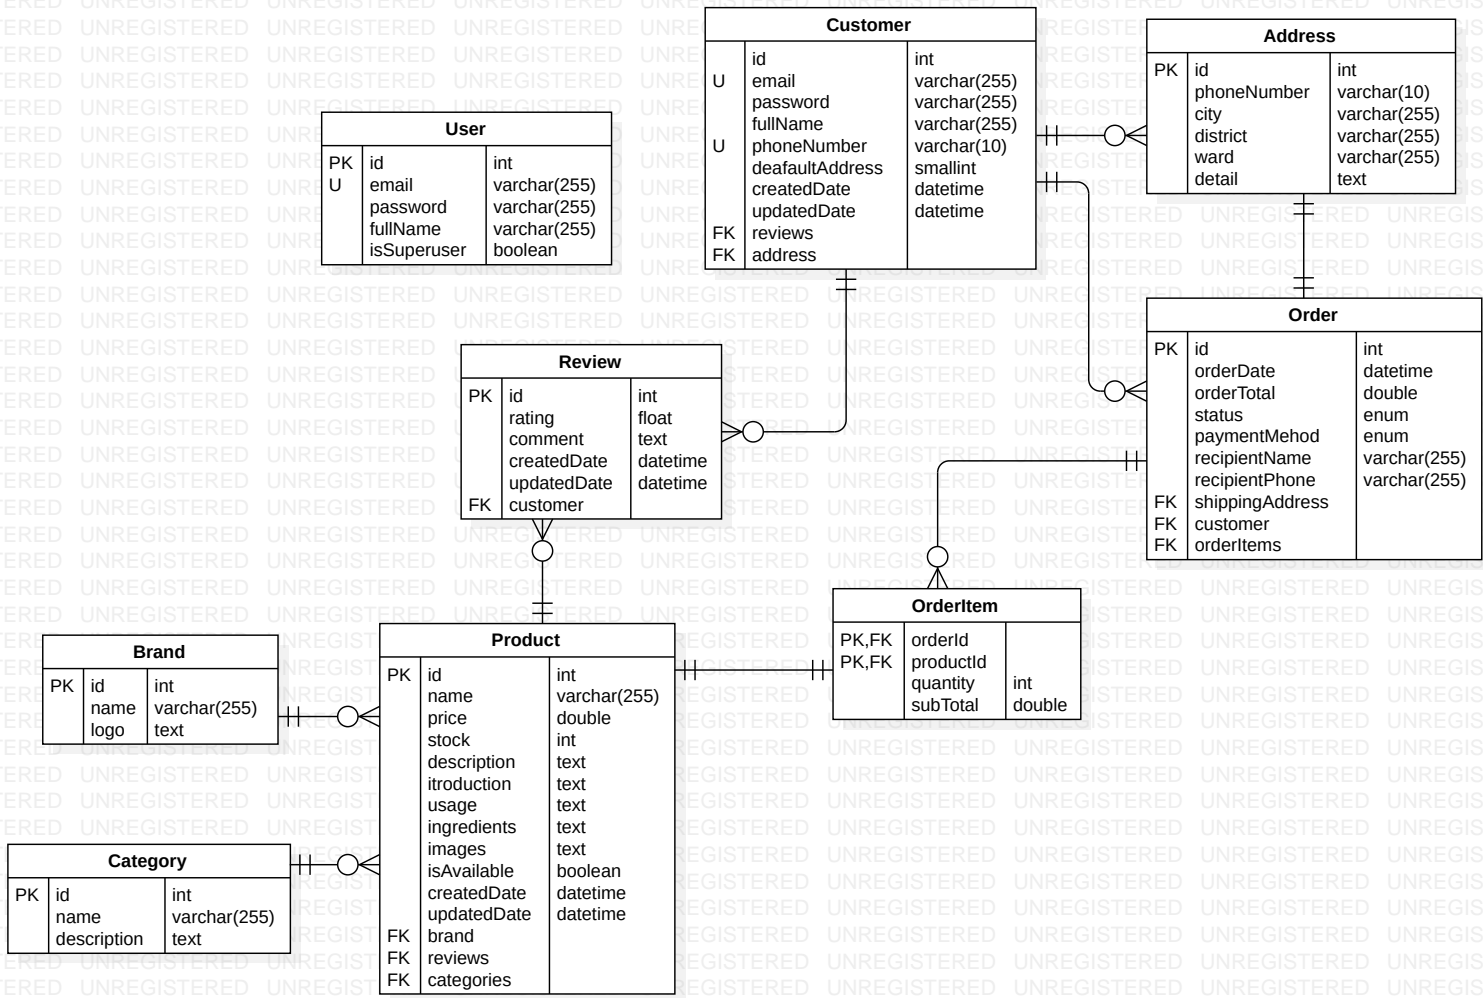 Customer
id int
U email varchar(255)
password varchar(255)
fullName varchar(255)
U phoneNumber varchar(10)
deafaultAddress smallint
createdDate datetime
updatedDate datetime
FK reviews
FK address
Address
PK id int
phoneNumber varchar(10)
city varchar(255)
district varchar(255)
ward varchar(255)
detail text
User
PK id int
U email varchar(255)
password varchar(255)
fullName varchar(255)
isSuperuser boolean
Order
PK id int
orderDate datetime
orderTotal double
status enum
paymentMehod enum
recipientName varchar(255)
recipientPhone varchar(255)
FK shippingAddress
FK customer
FK orderItems
Review
PK id int
rating float
comment text
createdDate datetime
updatedDate datetime
FK customer
OrderItem
PK,FK orderId
PK,FK productId
quantity int
subTotal double
Brand
PK id int
name varchar(255)
logo text
Product
PK id int
name varchar(255)
price double
stock int
description text
itroduction text
usage text
ingredients text
images text
isAvailable boolean
createdDate datetime
updatedDate datetime
FK brand
FK reviews
FK categories
Category
PK id int
name varchar(255)
description text
UNREGISTERED